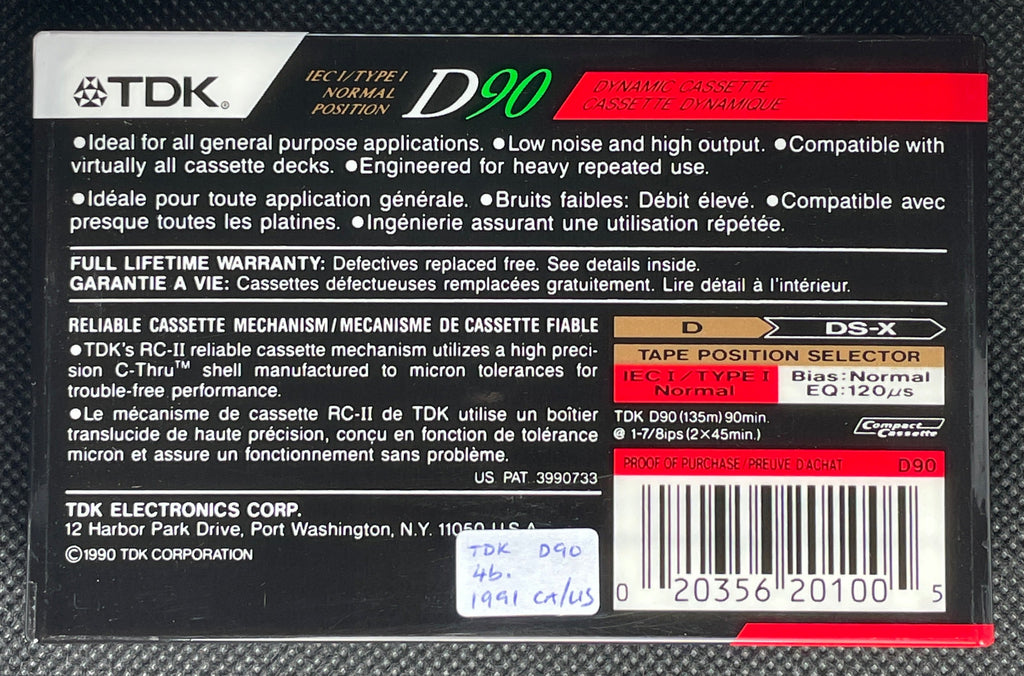 TDK®
IEC I/TYPE I
NORMAL
POSITION
D90
DYNAMIC CASSETTE
CASSETTE DYNAMIQUE
●Ideal for all general purpose applications. ●Low noise and high output. ●Compatible with
virtually all cassette decks. ●Engineered for heavy repeated use.
●Idéale pour toute application générale. ●Bruits faibles: Débit élevé. ●Compatible avec
presque toutes les platines. ●Ingénierie assurant une utilisation répétée.
FULL LIFETIME WARRANTY: Defectives replaced free. See details inside.
GARANTIE A VIE: Cassettes défectueuses remplacées gratuitement. Lire détail à l'intérieur.
RELIABLE CASSETTE MECHANISM/MECANISME DE CASSETTE FIABLE
●TDK's RC-II reliable cassette mechanism utilizes a high preci-
sion C-Thru™ shell manufactured to micron tolerances for
trouble-free performance.
●Le mécanisme de cassette RC-II de TDK utilise un boîtier
translucide de haute précision, conçu en fonction de tolérance
micron et assure un fonctionnement sans problème.
US PAT 3990733
TDK ELECTRONICS CORP.
12 Harbor Park Drive, Port Washington, N.Y. 11050 U.S.A.
©1990 TDK CORPORATION
D DS-X
TAPE POSITION SELECTOR
IEC I/TYPE I
Normal
Bias:Normal
EQ:120μs
TDK D90 (135m) 90min.
@ 1-7/8ips (2×45min.)
Compact
Cassette
PROOF OF PURCHASE/PREUVE D'ACHAT D90
0 20356 20100 5
TDK D90
4b.
1991 CA/US